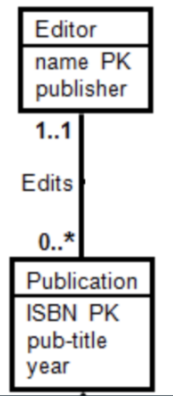 Editor
name PK
publisher
1..1
Edits
0..*
Publication
ISBN PK
pub-title
year